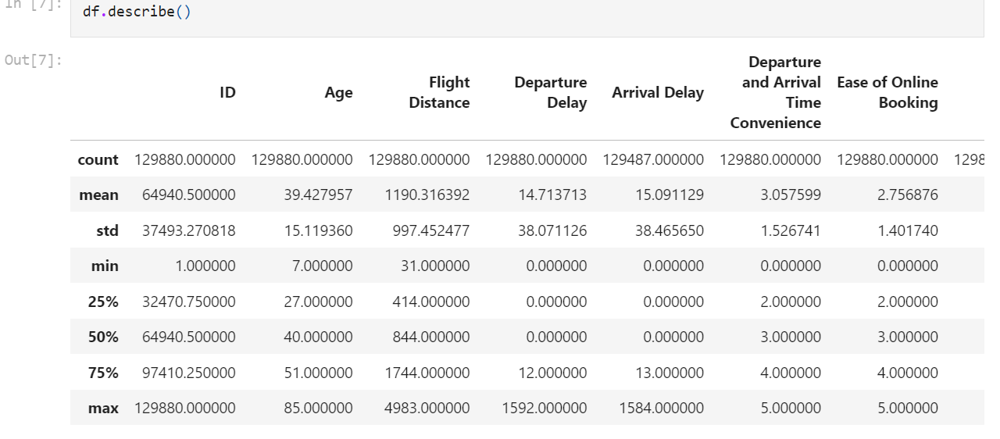 In [7]:
df.describe()
Out[7]:
ID Age Flight Distance Departure Delay Arrival Delay Departure and Arrival Time Convenience Ease of Online Booking
count 129880.000000 129880.000000 129880.000000 129880.000000 129487.000000 129880.000000 129880.000000 1298
mean 64940.500000 39.427957 1190.316392 14.713713 15.091129 3.057599 2.756876
std 37493.270818 15.119360 997.452477 38.071126 38.465650 1.526741 1.401740
min 1.000000 7.000000 31.000000 0.000000 0.000000 0.000000 0.000000
25% 32470.750000 27.000000 414.000000 0.000000 0.000000 2.000000 2.000000
50% 64940.500000 40.000000 844.000000 0.000000 0.000000 3.000000 3.000000
75% 97410.250000 51.000000 1744.000000 12.000000 13.000000 4.000000 4.000000
max 129880.000000 85.000000 4983.000000 1592.000000 1584.000000 5.000000 5.000000